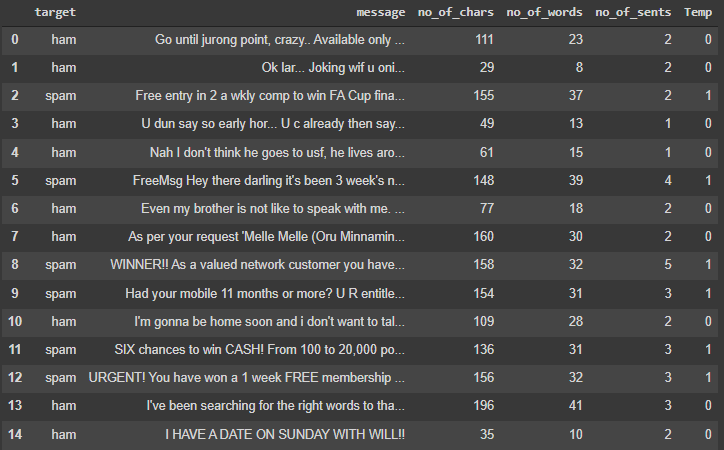 target message no_of_chars no_of_words no_of_sents Temp
0 ham Go until jurong point, crazy.. Available only ... 111 23 2 0
1 ham Ok lar... Joking wif u oni... 29 8 2 0
2 spam Free entry in 2 a wkly comp to win FA Cup fina... 155 37 2 1
3 ham U dun say so early hor... U c already then say... 49 13 1 0
4 ham Nah I don't think he goes to usf, he lives aro... 61 15 1 0
5 spam FreeMsg Hey there darling it's been 3 week's n... 148 39 4 1
6 ham Even my brother is not like to speak with me. ... 77 18 2 0
7 ham As per your request 'Melle Melle (Oru Minnamin... 160 30 2 0
8 spam WINNER!! As a valued network customer you have... 158 32 5 1
9 spam Had your mobile 11 months or more? U R entitle... 154 31 3 1
10 ham I'm gonna be home soon and i don't want to tal... 109 28 2 0
11 spam SIX chances to win CASH! From 100 to 20,000 po... 136 31 3 1
12 spam URGENT! You have won a 1 week FREE membership ... 156 32 3 1
13 ham I've been searching for the right words to tha... 196 41 3 0
14 ham I HAVE A DATE ON SUNDAY WITH WILL!! 35 10 2 0